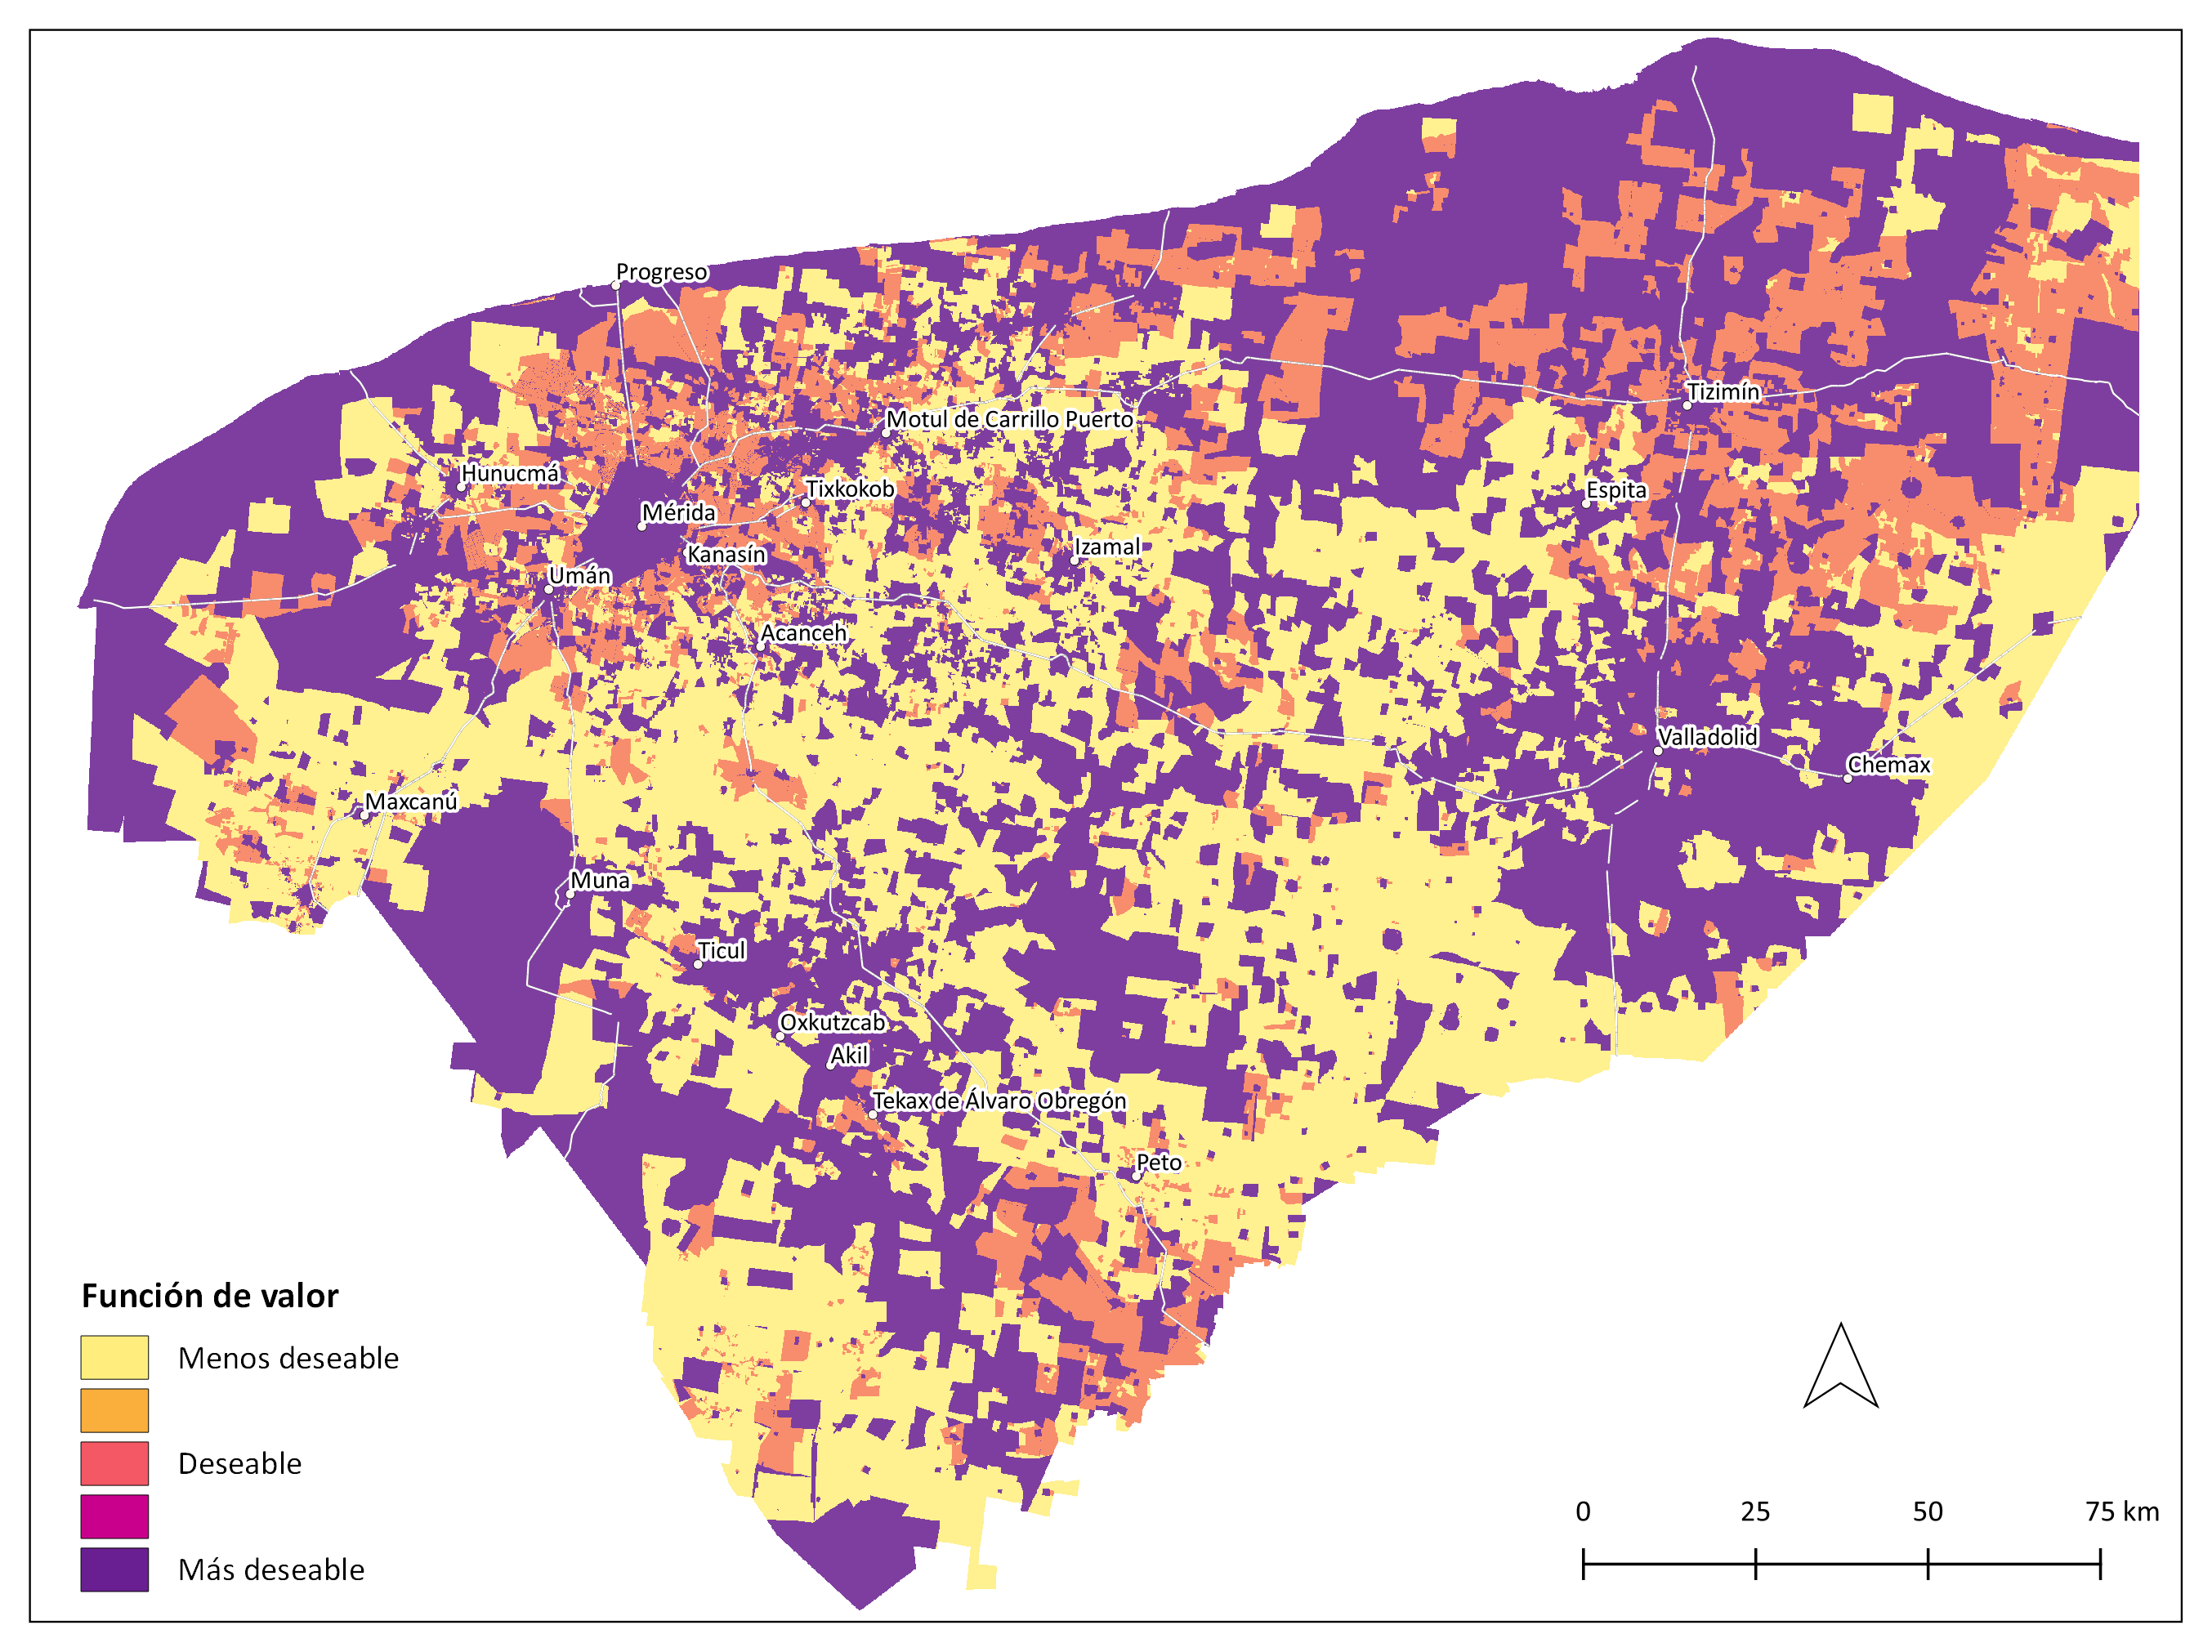 Progreso
Tizimín
Motul de Carrillo Puerto
Hunucmá
Tixkokob
Espita
Mérida
Izamal
Kanasín
Umán
Acanceh
Valladolid
Chemax
Maxcanú
Muna
Ticul
Oxkutzcab
Akil
Tekax de Álvaro Obregón
Peto
Función de valor
Menos deseable
Deseable
Más deseable
0 25 50 75 km